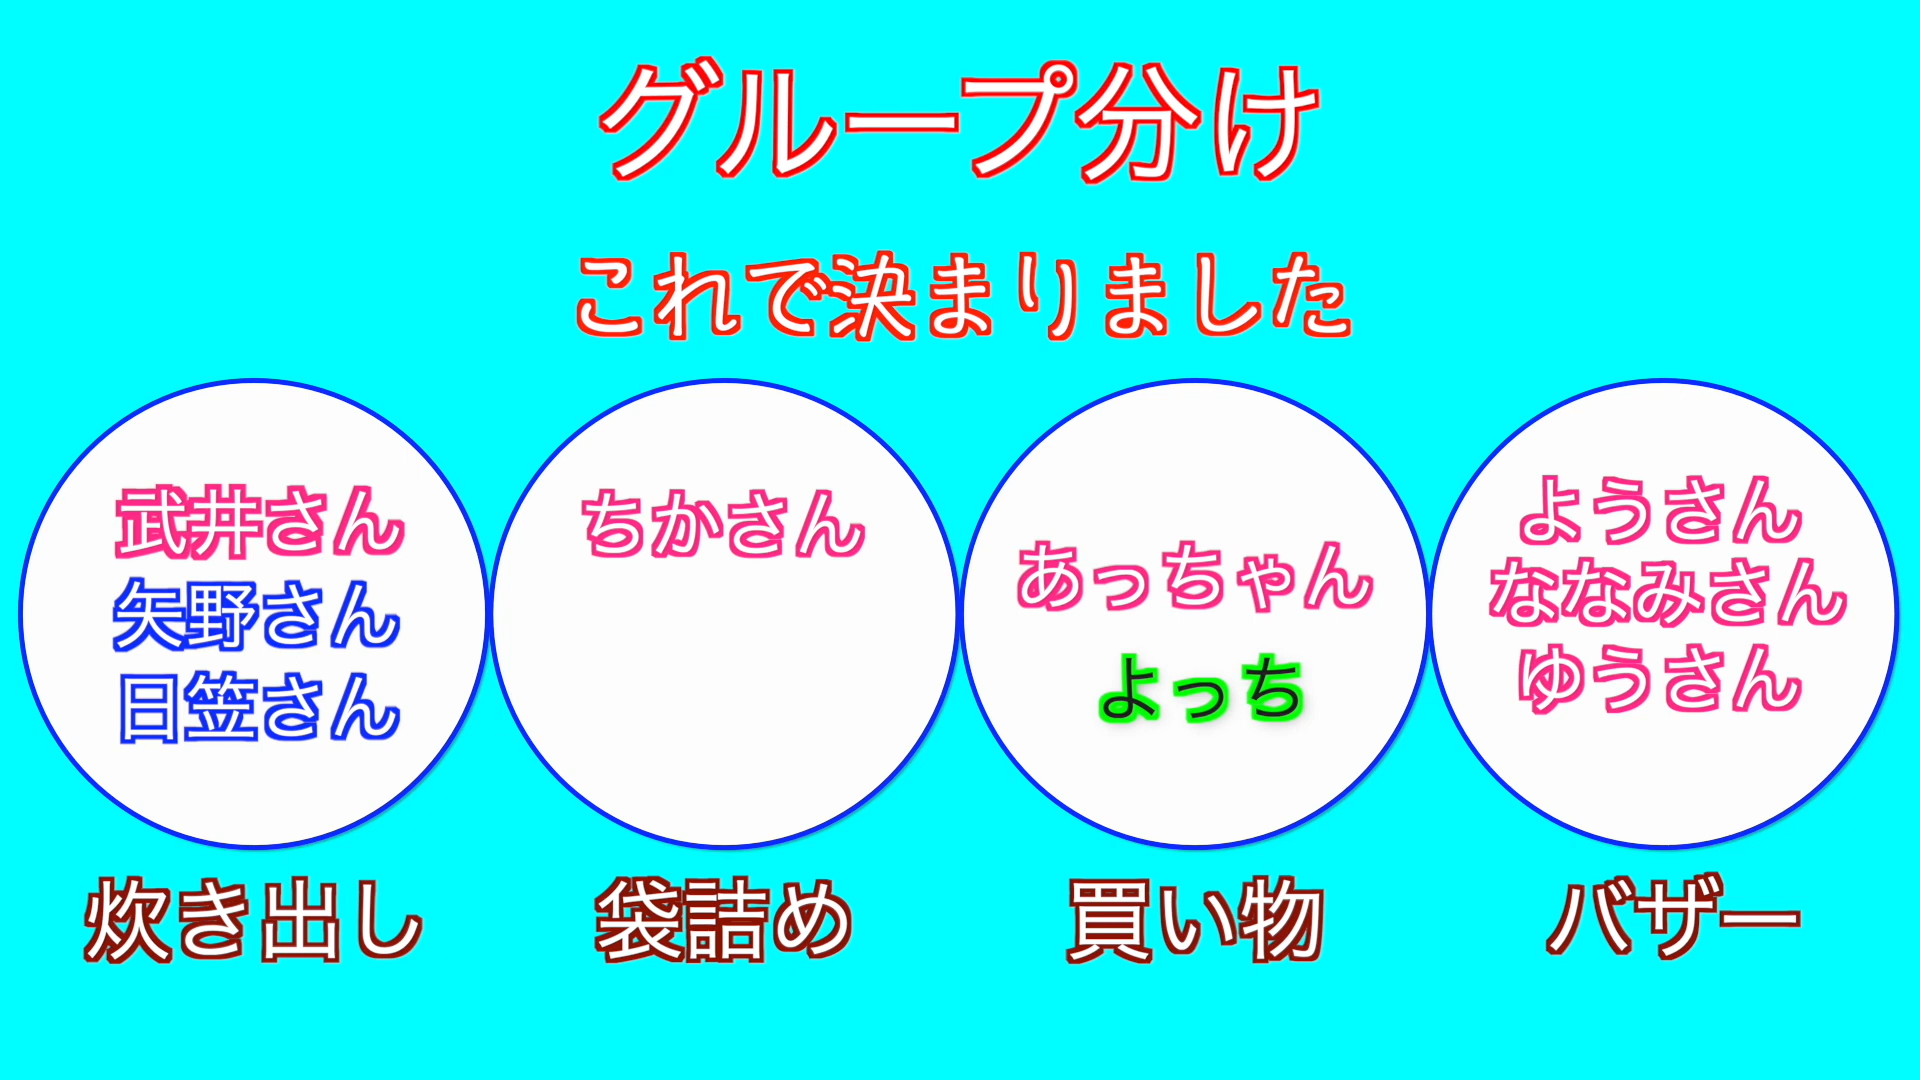 グループ分け
これで決まりました
武井さん
矢野さん
日笠さん
ちかさん
あっちゃん
よっち
ようさん
ななみさん
ゆうさん
炊き出し
袋詰め
買い物
バザー